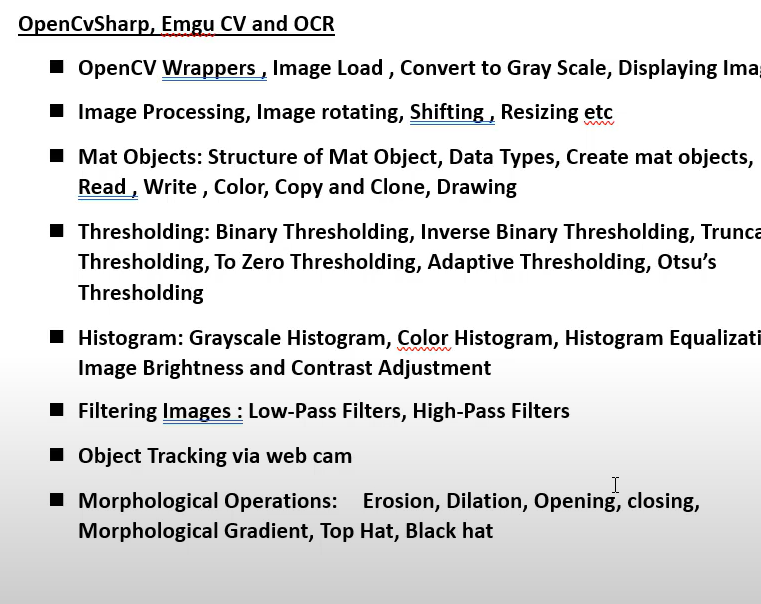 OpenCvSharp, Emgu CV and OCR
■ OpenCV Wrappers , Image Load , Convert to Gray Scale, Displaying
■ Image Processing, Image rotating, Shifting , Resizing etc
■ Mat Objects: Structure of Mat Object, Data Types, Create mat objects,
Read , Write , Color, Copy and Clone, Drawing
■ Thresholding: Binary Thresholding, Inverse Binary Thresholding,
Thresholding, To Zero Thresholding, Adaptive Thresholding, Otsu’s
Thresholding
■ Histogram: Grayscale Histogram, Color Histogram, Histogram
Image Brightness and Contrast Adjustment
■ Filtering Images : Low-Pass Filters, High-Pass Filters
■ Object Tracking via web cam
■ Morphological Operations: Erosion, Dilation, Opening, closing,
Morphological Gradient, Top Hat, Black hat